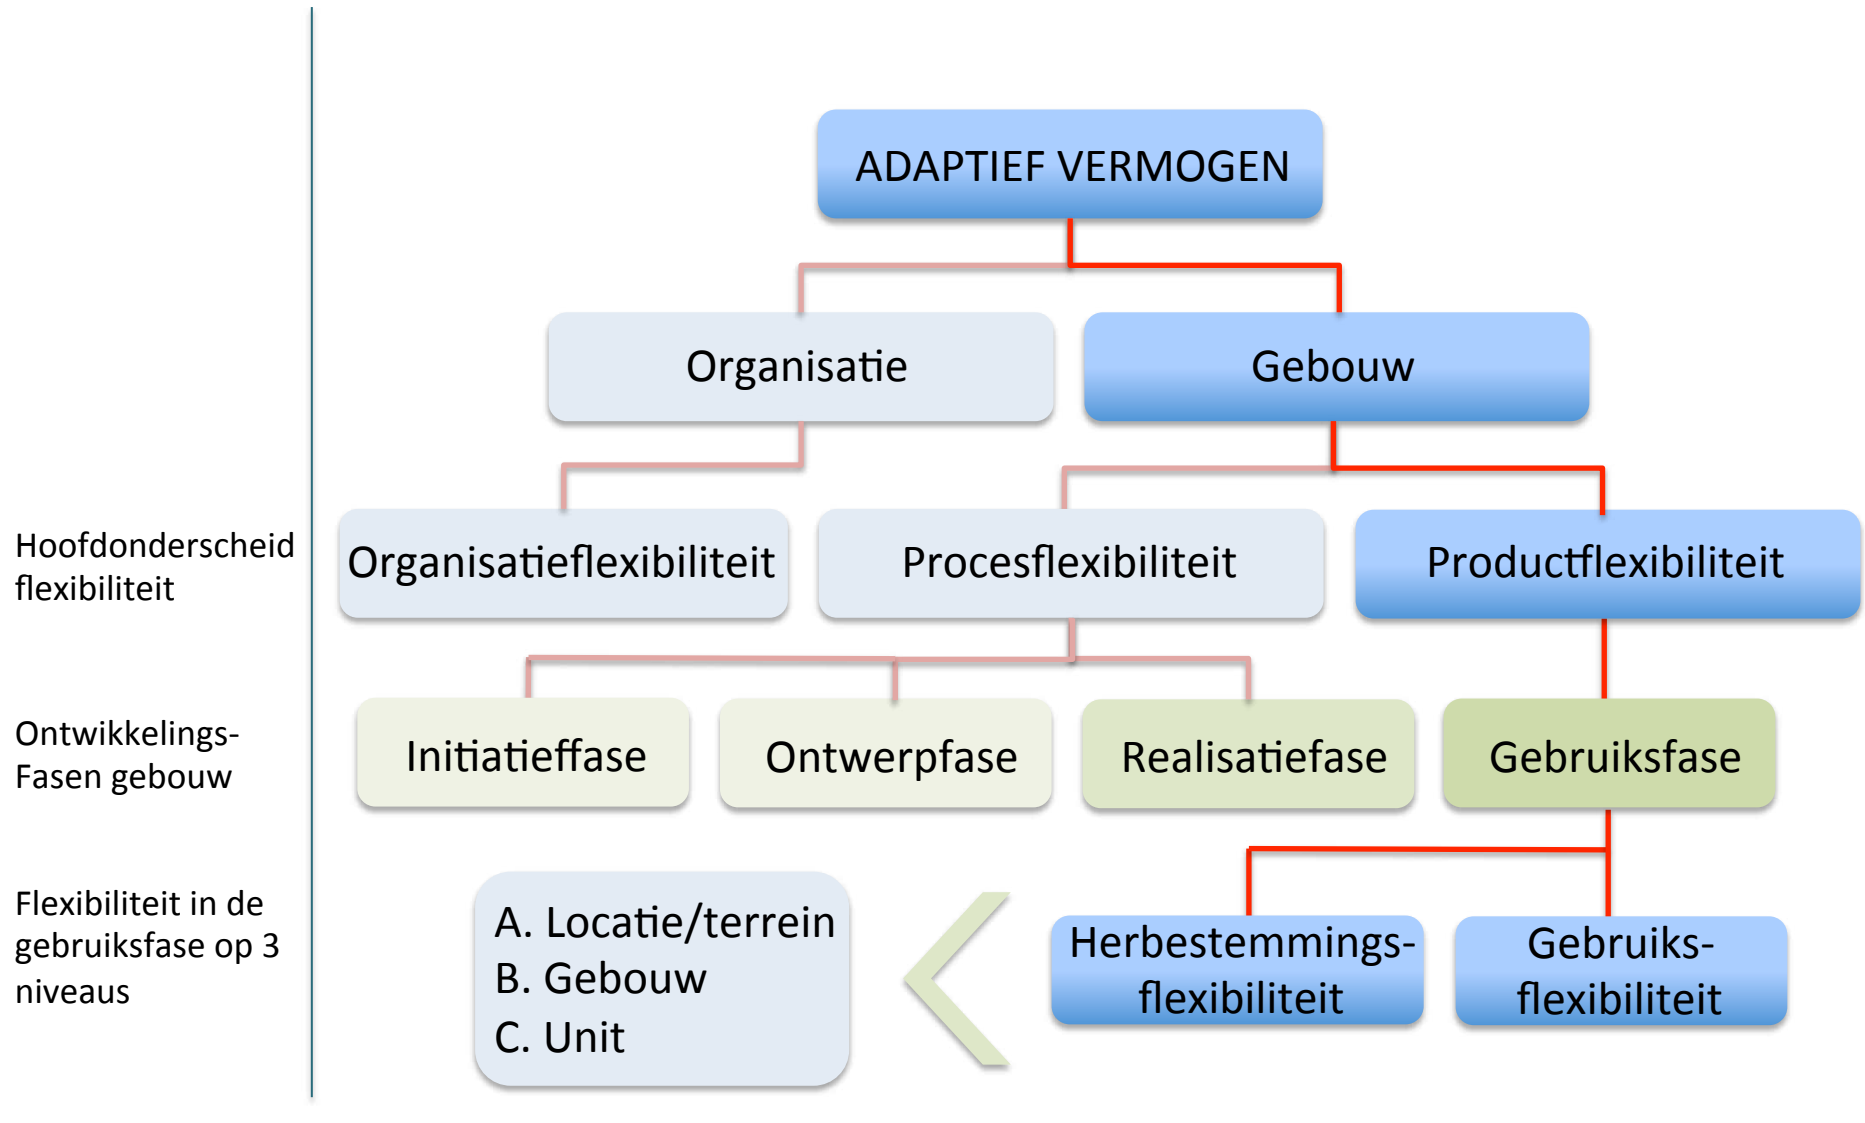 ADAPTIEF VERMOGEN
Organisatie
Gebouw
Hoofdonderscheid
flexibiliteit
Organisatieflexibiliteit
Procesflexibiliteit
Productflexibiliteit
Ontwikkelings-
Fasen gebouw
Initiatieffase
Ontwerpfase
Realisatiefase
Gebruiksfase
Flexibiliteit in de
gebruiksfase op 3
niveaus
A. Locatie/terrein
B. Gebouw
C. Unit
Herbestemmings-
flexibiliteit
Gebruiks-
flexibiliteit